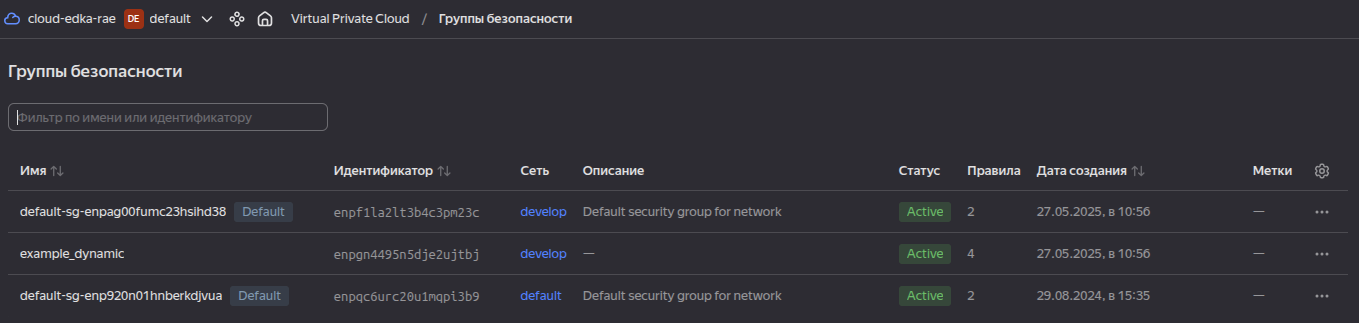 cloud-edka-rae DE default Virtual Private Cloud / Группы безопасности
Группы безопасности
Фильтр по имени или идентификатору
Имя Идентификатор Сеть Описание Статус Правила Дата создания Метки
default-sg-enpag00fumc23hsihd38 Default enpf1la2lt3b4c3pm23c develop Default security group for network Active 2 27.05.2025, в 10:56 —
example_dynamic enpgn4495n5dje2ujtbj develop — Active 4 27.05.2025, в 10:56 —
default-sg-enp920n01hnberkdjvua Default enpqc6urc20u1mqpi3b9 default Default security group for network Active 2 29.08.2024, в 15:35 —